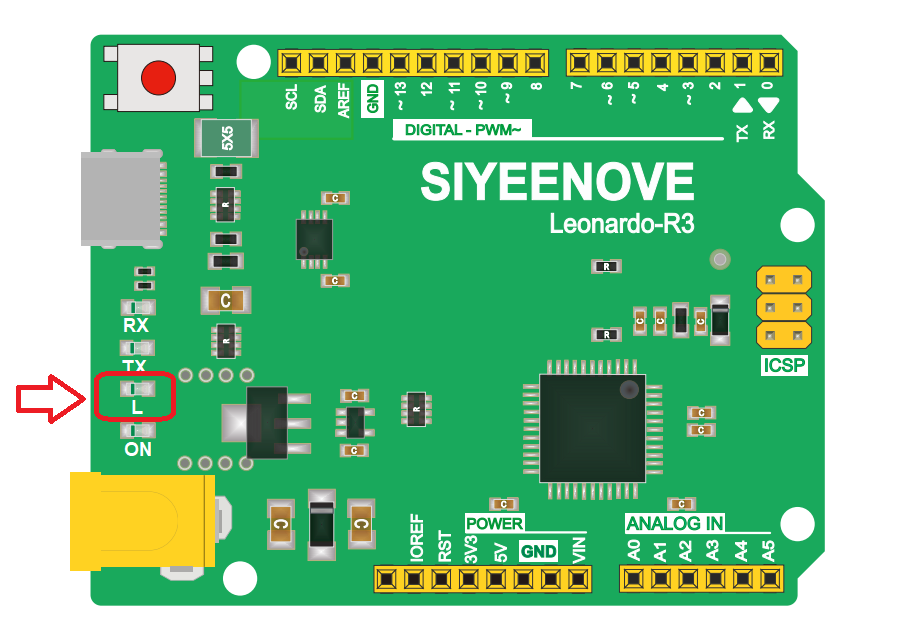 SCL
SDA
AREF
GND
~ 13
12
~ 11
~ 10
~ 9
8
7
~ 6
~ 5
4
~ 3
2
1
0
TX
RX
DIGITAL - PWM~
5X5
SIYEENOVE
Leonardo-R3
R
C
C
R
C
R
C
C
C
R
RX
TX
L
ON
ICSP
C
R
C
C
C
C
C
C
C
POWER
ANALOG IN
IOREF
RST
3V3
5V
GND
VIN
A0
A1
A2
A3
A4
A5